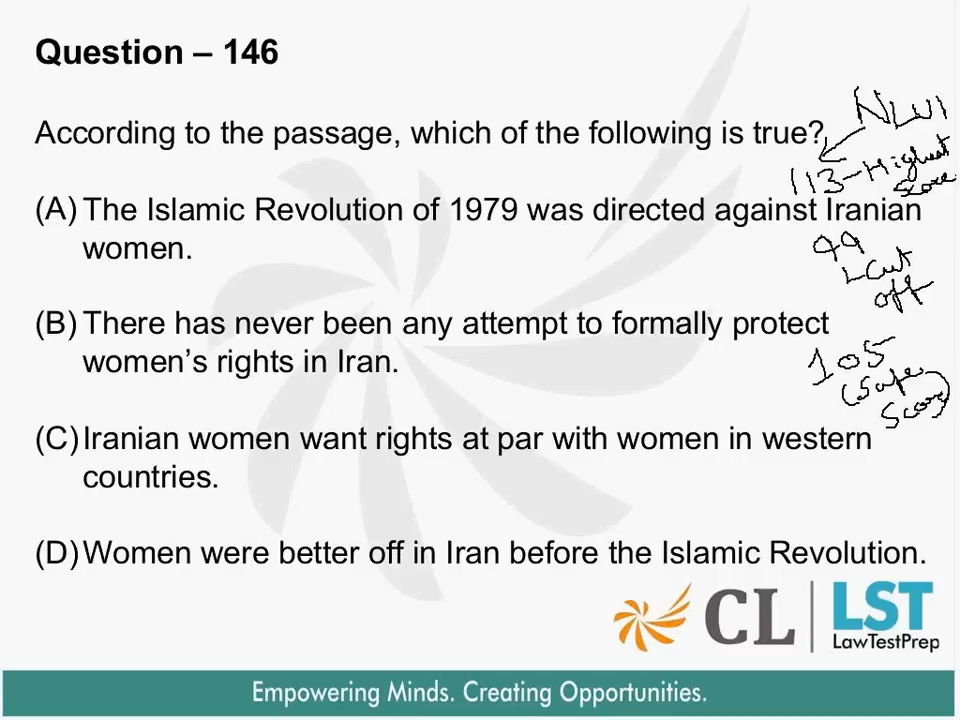 Question – 146
According to the passage, which of the following is true?
NLUI
113 - Highest
Score
(A) The Islamic Revolution of 1979 was directed against Iranian
women.
99
Cut
off
(B) There has never been any attempt to formally protect
women's rights in Iran.
105
(Safe
Score)
(C) Iranian women want rights at par with women in western
countries.
(D) Women were better off in Iran before the Islamic Revolution.
CL
LST
LawTestPrep
Empowering Minds. Creating Opportunities.